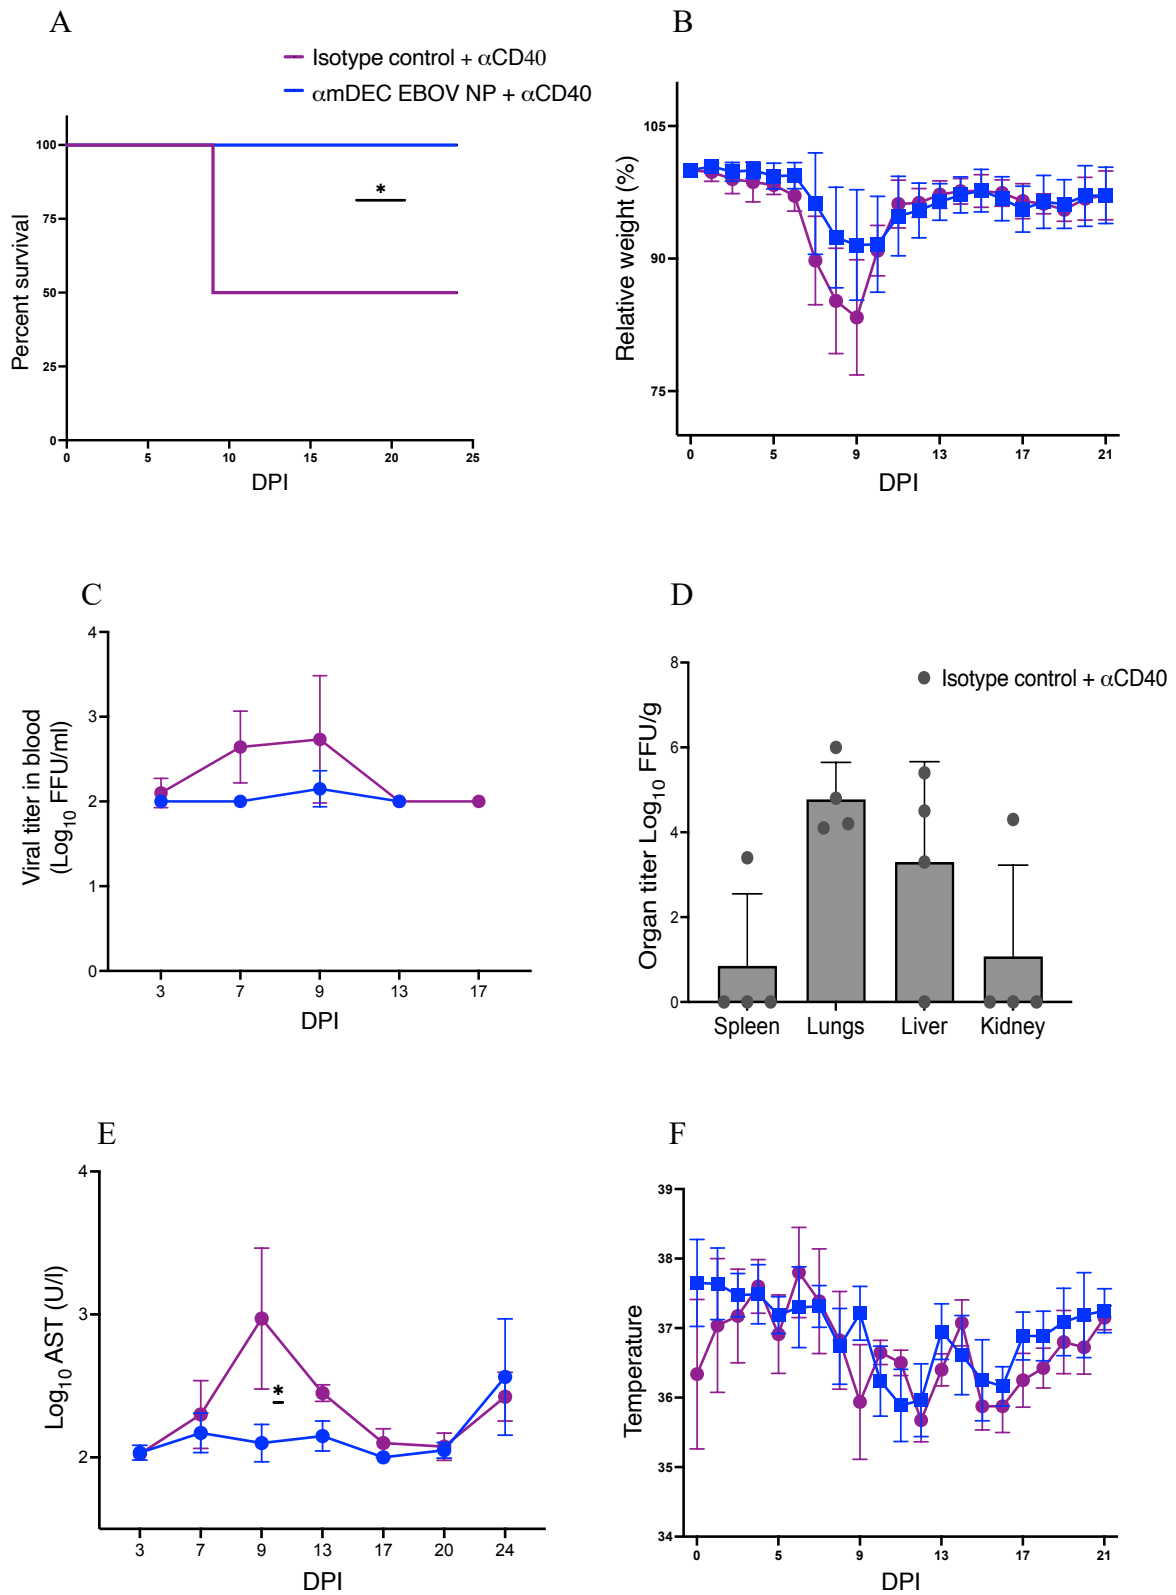 A
Isotype control + αCD40
αmDEC EBOV NP + αCD40
Percent survival
100
75
50
25
0
*
0 5 10 15 20 25
DPI
B
Relative weight (%)
105
90
75
0 5 9 13 17 21
DPI
C
Viral titer in blood
(Log10 FFU/ml)
4
3
2
1
0
3 7 9 13 17
DPI
D
Isotype control + αCD40
Organ titer Log10 FFU/g
8
6
4
2
0
Spleen Lungs Liver Kidney
E
Log10 AST (U/l)
4
3
2
*
3 7 9 13 17 20 24
DPI
F
Temperature
39
38
37
36
35
34
0 5 9 13 17 21
DPI